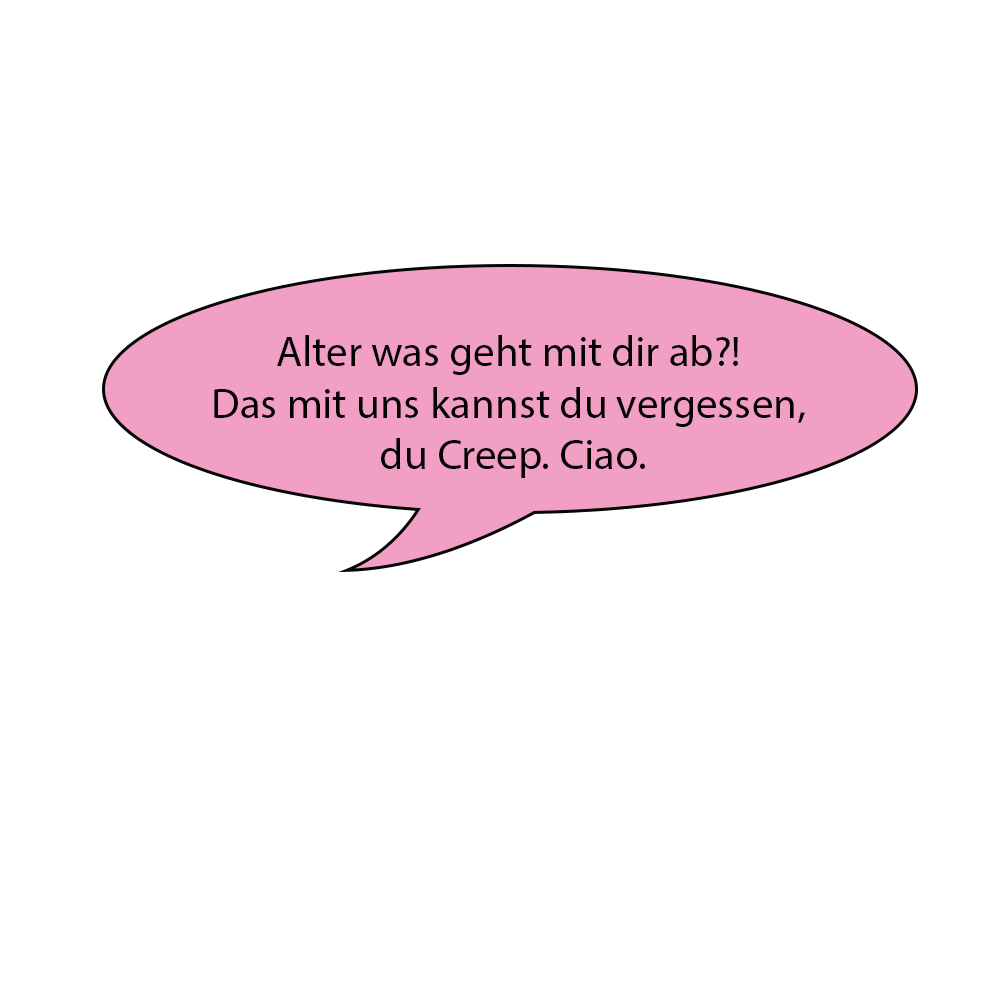 Alter was geht mit dir ab?!
Das mit uns kannst du vergessen,
du Creep. Ciao.